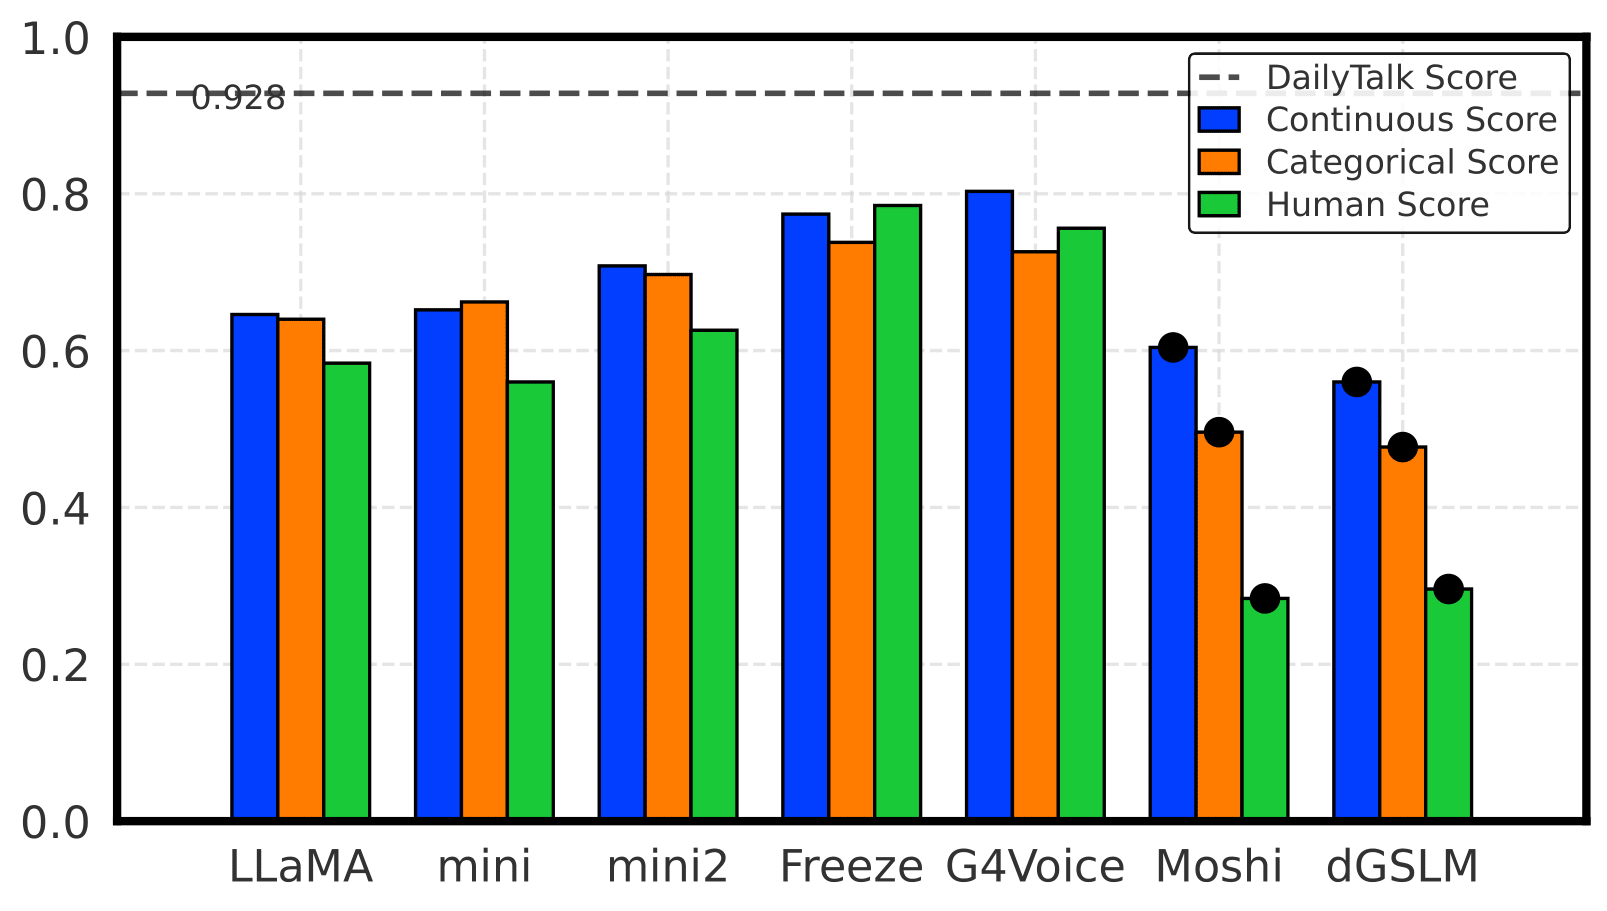 1.0
0.8
0.6
0.4
0.2
0.0
0.928
DailyTalk Score
Continuous Score
Categorical Score
Human Score
LLaMA mini mini2 Freeze G4Voice Moshi dGSLM